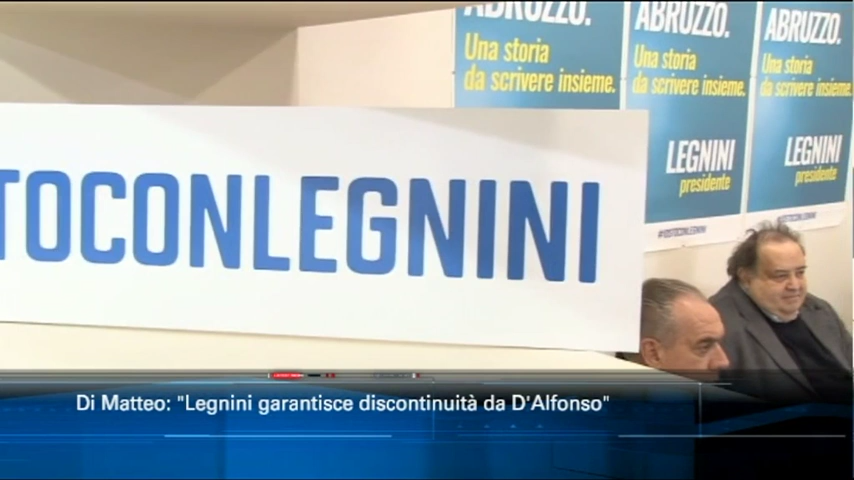 ABRUZZO.
Una storia
da scrivere insieme.
ABRUZZO.
Una storia
da scrivere insieme.
LEGNINI
presidente
ABRUZZO.
Una storia
da scrivere insieme.
LEGNINI
presidente
TOCONLEGNINI
Di Matteo: "Legnini garantisce discontinuità da D'Alfonso"